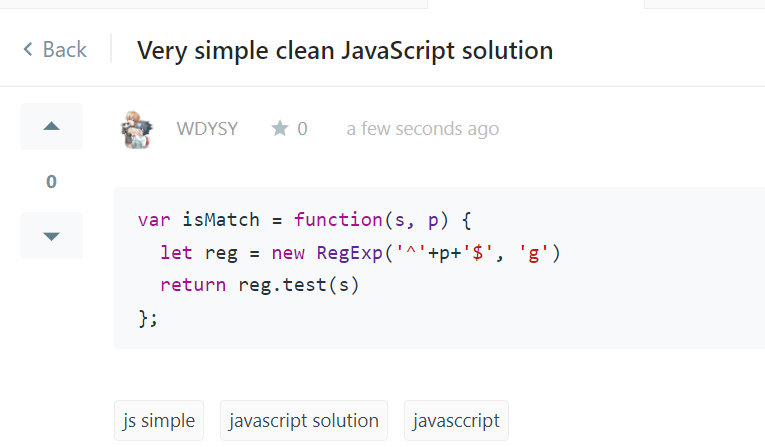 Back
Very simple clean JavaScript solution
WDYSY 0 a few seconds ago
0
var isMatch = function(s, p) {
  let reg = new RegExp('^'+p+'$', 'g')
  return reg.test(s)
};
js simple javascript solution javasccript